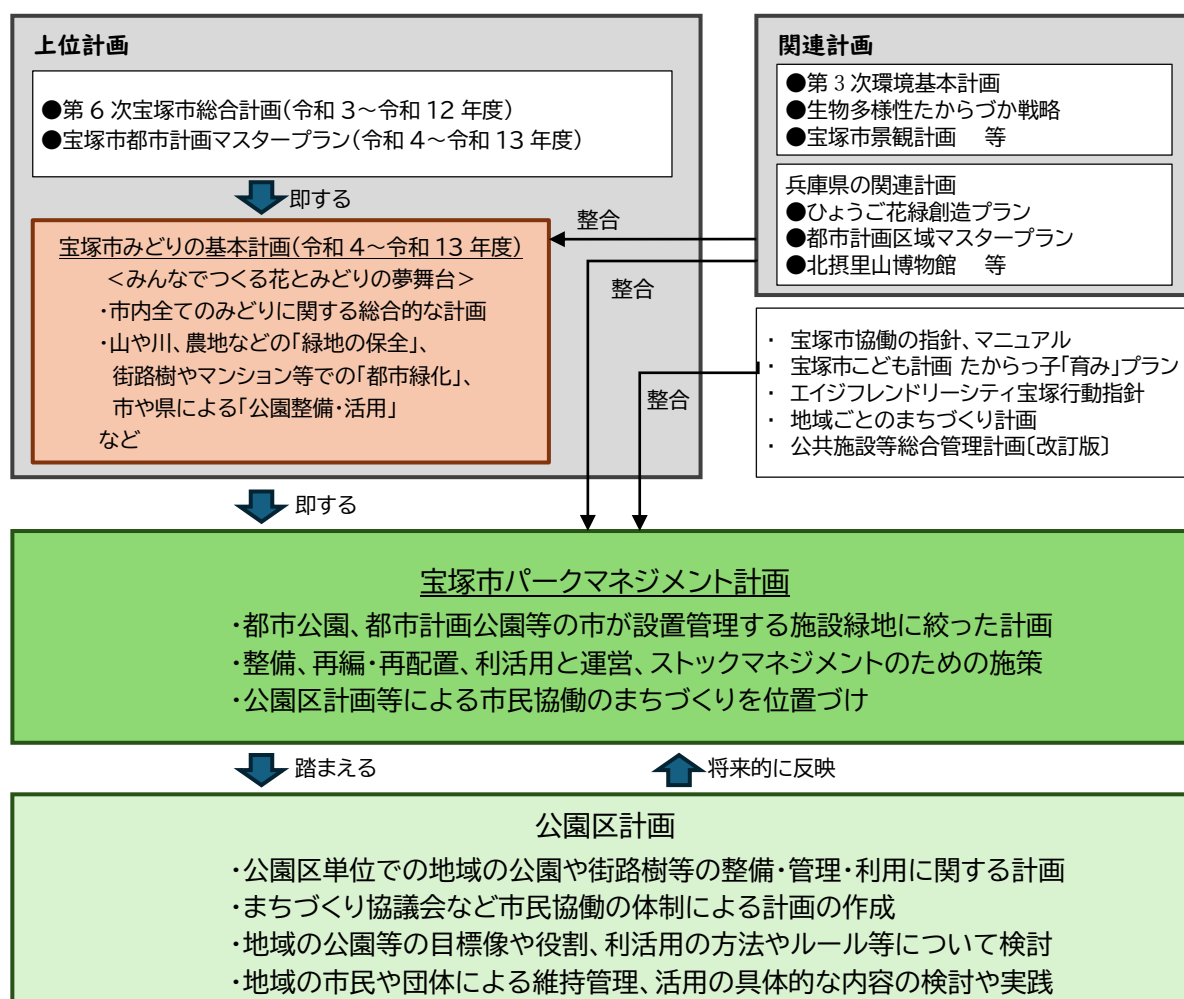 上位計画
●第6次宝塚市総合計画(令和3～令和12年度)
●宝塚市都市計画マスタープラン(令和4～令和13年度)
即する
宝塚市みどりの基本計画(令和4～令和13年度)
＜みんなでつくる花とみどりの夢舞台＞
・市内全てのみどりに関する総合的な計画
・山や川、農地などの「緑地の保全」、
街路樹やマンション等での「都市緑化」、
市や県による「公園整備・活用」
など
関連計画
●第3次環境基本計画
●生物多様性たからづか戦略
●宝塚市景観計画　等
兵庫県の関連計画
●ひょうご花緑創造プラン
●都市計画区域マスタープラン
●北摂里山博物館　等
整合
整合
・ 宝塚市協働の指針、マニュアル
・ 宝塚市こども計画 たからっ子「育み」プラン
・ エイジフレンドリーシティ宝塚行動指針
・ 地域ごとのまちづくり計画
・ 公共施設等総合管理計画〔改訂版〕
整合
即する
宝塚市パークマネジメント計画
・都市公園、都市計画公園等の市が設置管理する施設緑地に絞った計画
・整備、再編・再配置、利活用と運営、ストックマネジメントのための施策
・公園区計画等による市民協働のまちづくりを位置づけ
踏まえる
将来的に反映
公園区計画
・公園区単位での地域の公園や街路樹等の整備・管理・利用に関する計画
・まちづくり協議会など市民協働の体制による計画の作成
・地域の公園等の目標像や役割、利活用の方法やルール等について検討
・地域の市民や団体による維持管理、活用の具体的な内容の検討や実践